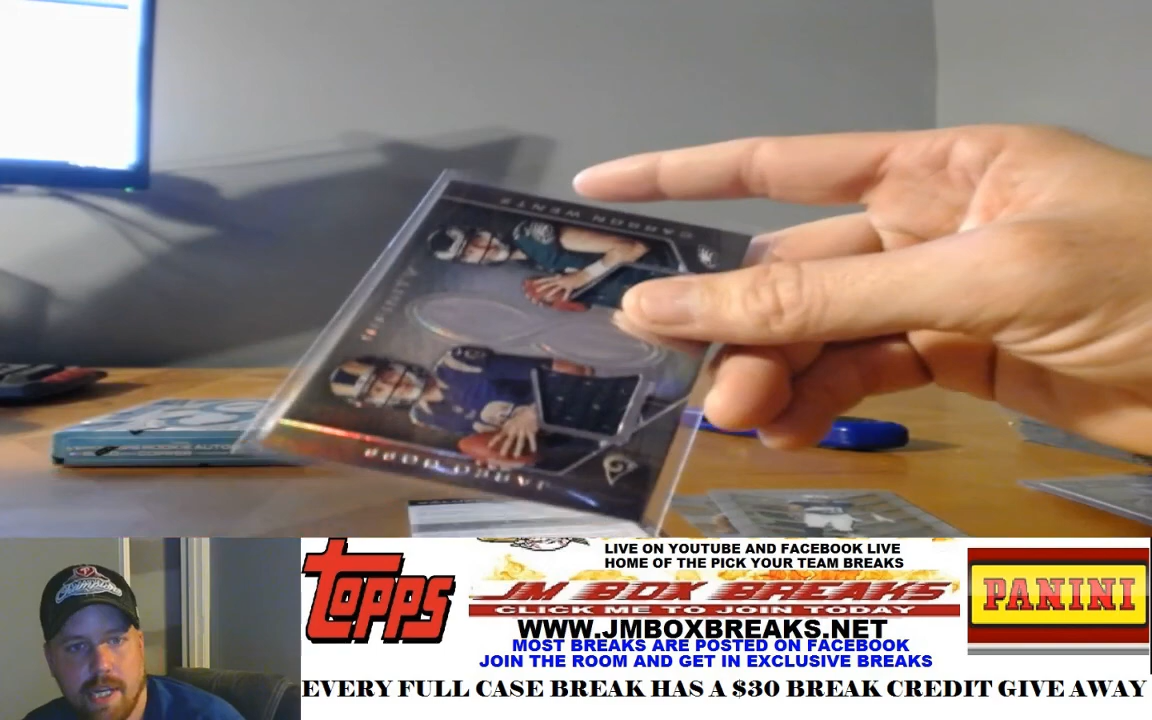 CARSON WENTZ
INFINITY
JARED GOFF
topps
LIVE ON YOUTUBE AND FACEBOOK LIVE
HOME OF THE PICK YOUR TEAM BREAKS
JM BOX BREAKS
CLICK ME TO JOIN TODAY
WWW.JMBOXBREAKS.NET
MOST BREAKS ARE POSTED ON FACEBOOK
JOIN THE ROOM AND GET IN EXCLUSIVE BREAKS
PANINI
EVERY FULL CASE BREAK HAS A $30 BREAK CREDIT GIVE AWAY